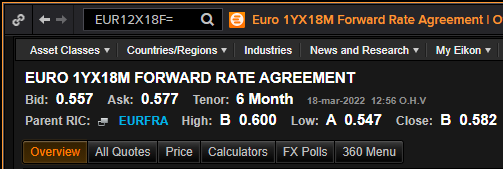 EUR12X18F= Euro 1YX18M Forward Rate Agreement | O
Asset Classes Countries/Regions Industries News and Research My Eikon
EURO 1YX18M FORWARD RATE AGREEMENT
Bid: 0.557 Ask: 0.577 Tenor: 6 Month 18-mar-2022 12:56 O.H.V
Parent RIC: EURFRA High: B 0.600 Low: A 0.547 Close: B 0.582
Overview All Quotes Price Calculators FX Polls 360 Menu